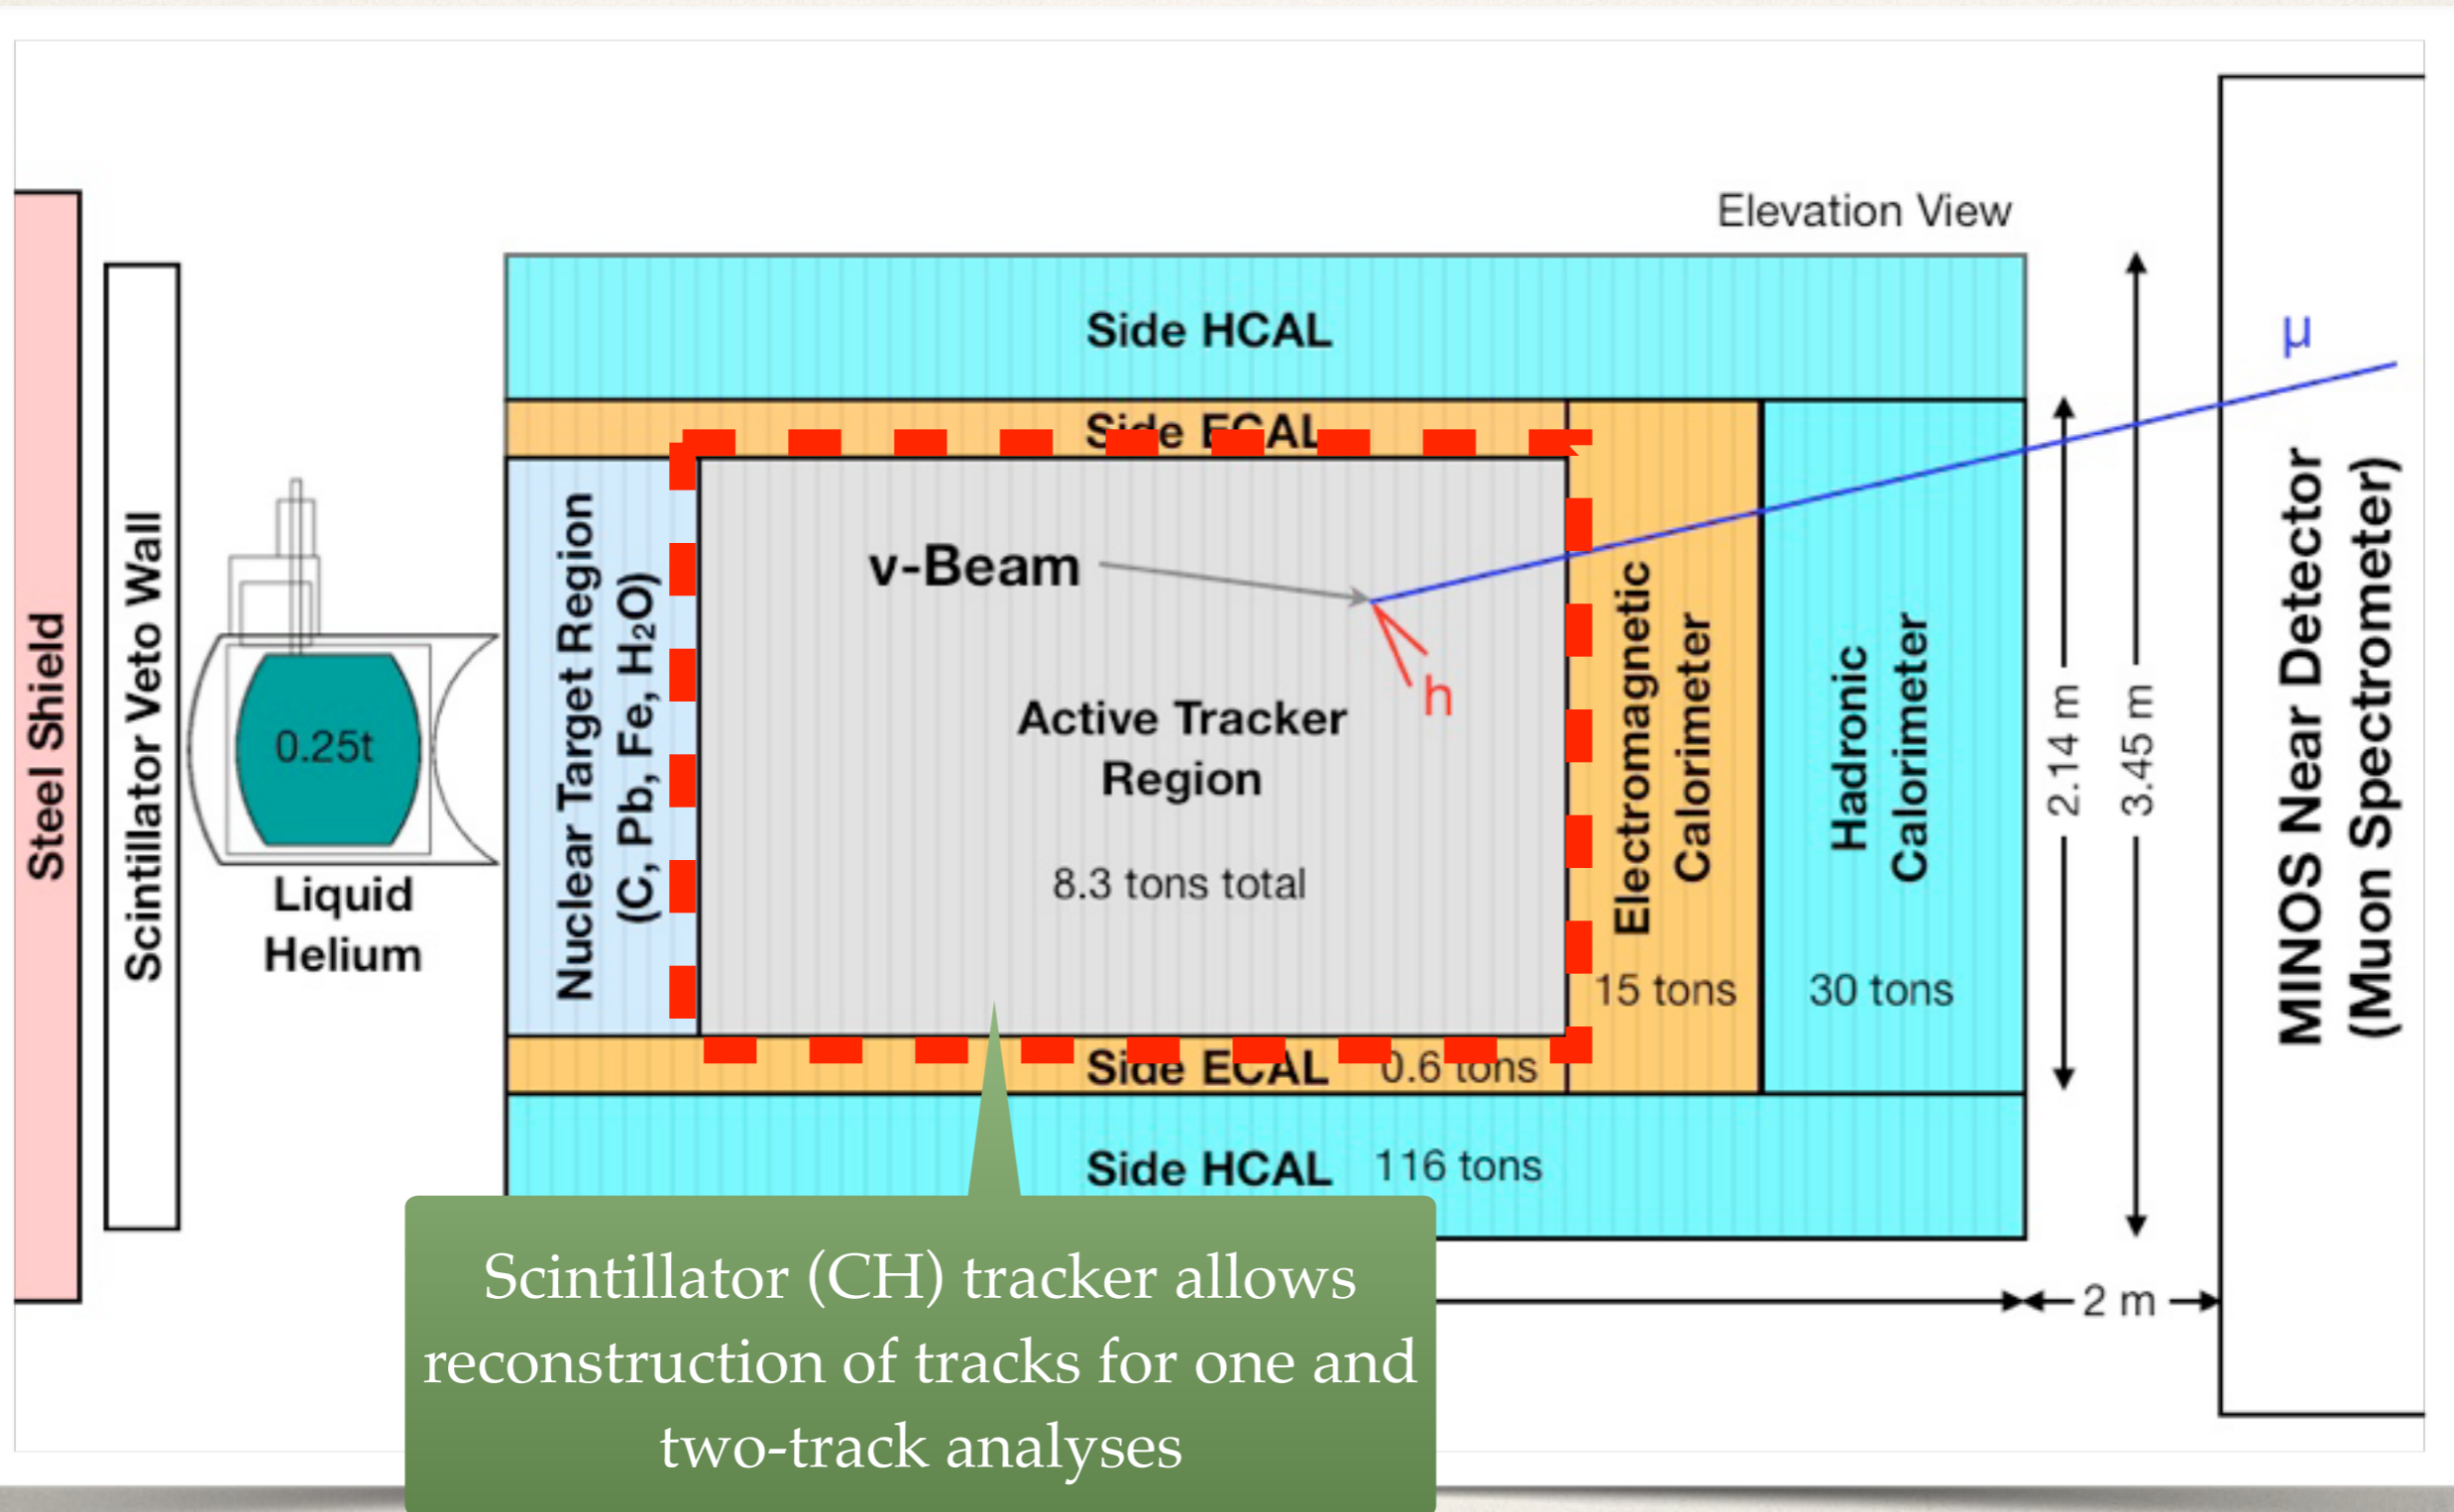 Elevation View
Steel Shield
Scintillator Veto Wall
0.25t
Liquid
Helium
Side HCAL
Side ECAL
Nuclear Target Region
(C, Pb, Fe, H₂O)
ν-Beam
h
μ
Active Tracker
Region
8.3 tons total
Electromagnetic
Calorimeter
15 tons
Hadronic
Calorimeter
30 tons
2.14 m
3.45 m
MINOS Near Detector
(Muon Spectrometer)
Side ECAL 0.6 tons
Side HCAL 116 tons
2 m
Scintillator (CH) tracker allows
reconstruction of tracks for one and
two-track analyses